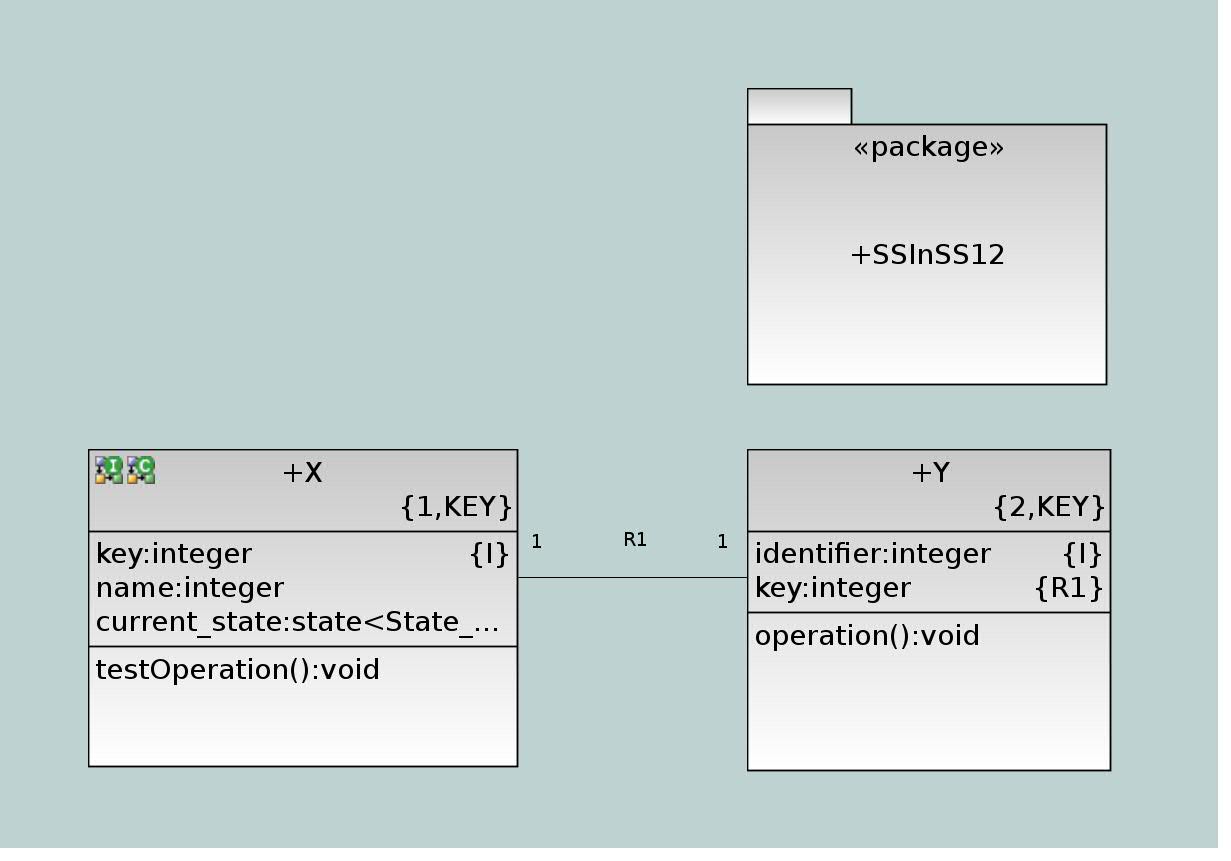 «package»
+SSInSS12
I C +X
{1,KEY}
key:integer {I}
name:integer
current_state:state<State_...
testOperation():void
1 R1 1
+Y
{2,KEY}
identifier:integer {I}
key:integer {R1}
operation():void